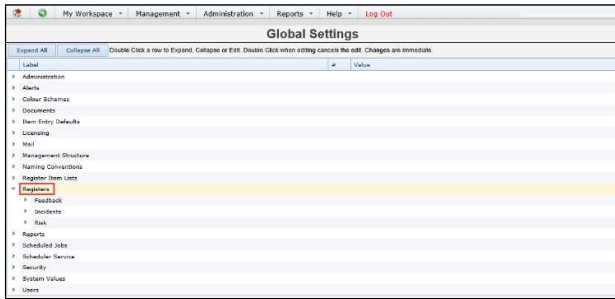 My Workspace Management Administration Reports Help Log Out
Global Settings
Expand All Collapse All Double Click a row to Expand, Collapse or Edit. Double Click when editing cancels the edit. Changes are immediate.
Label # Value
Administration
Alerts
Colour Schemes
Documents
Item Entry Defaults
Licensing
Mail
Management Structure
Naming Conventions
Register Item Lists
Registers
Feedback
Incidents
Risk
Reports
Scheduled Jobs
Scheduler Service
Security
System Values
Users